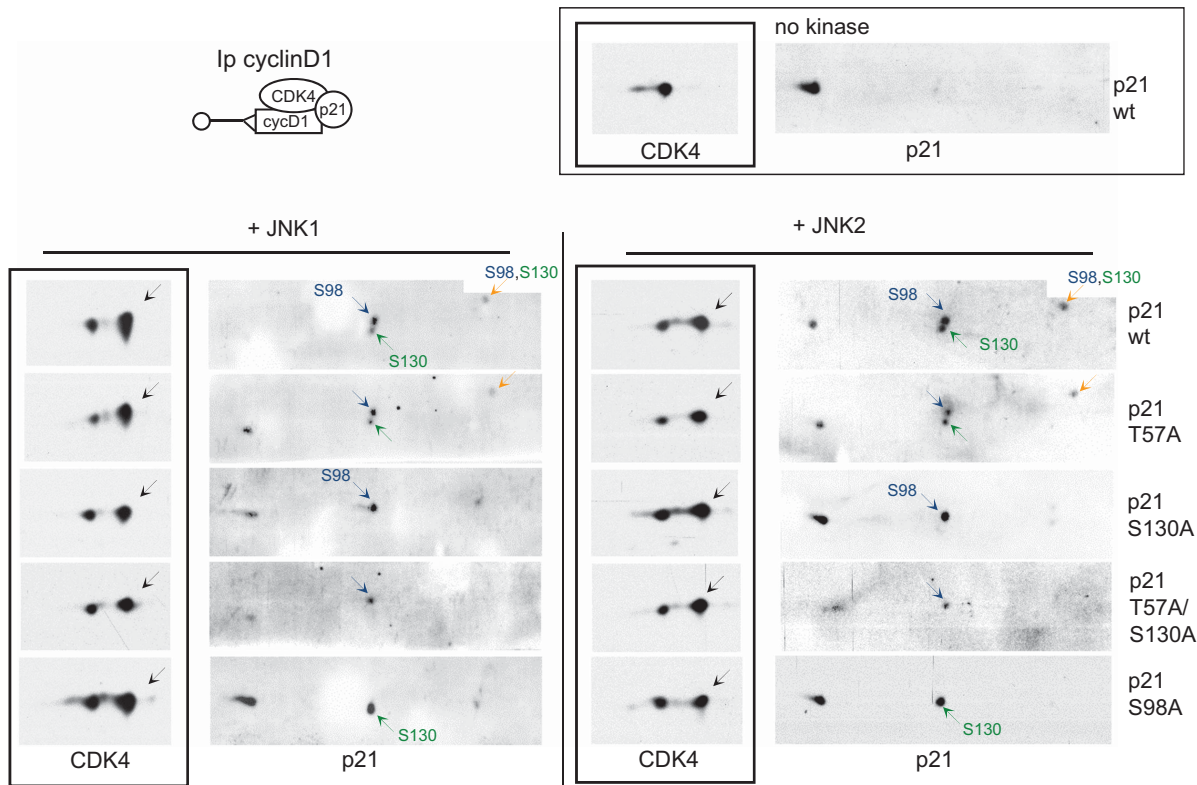 no kinase
Ip cyclinD1
CDK4
p21
cycD1
p21
wt
CDK4
p21
+ JNK1
+ JNK2
S98,S130
S98
S130
S98,S130
S98
S130
p21
wt
p21
T57A
S98
S98
p21
S130A
p21
T57A/
S130A
S130
S130
p21
S98A
CDK4
p21
CDK4
p21